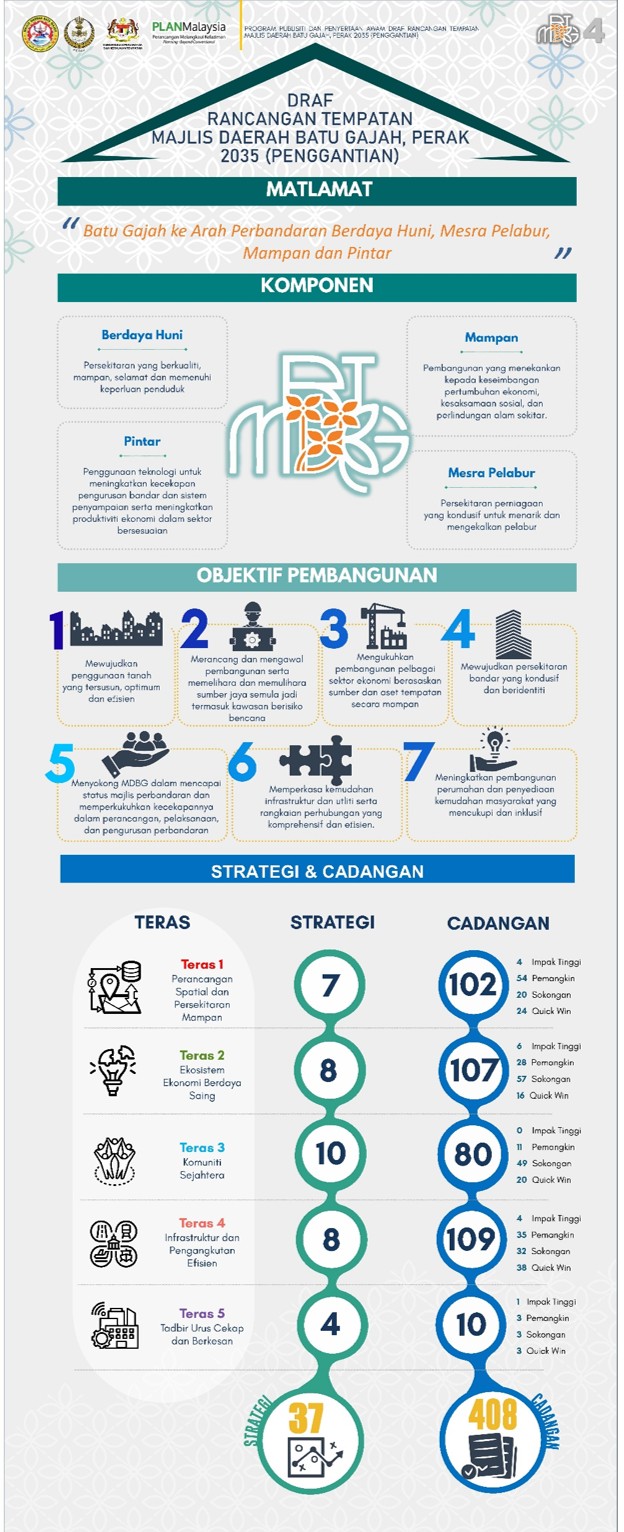 PLANMalaysia
PROGRAM PUBLISITI DAN PENYERTAAN AWAM DRAF RANCANGAN TEMPATAN
MAJLIS DAERAH BATU GAJAH, PERAK 2035 (PENGGANTIAN)
RT
MDBG 4
DRAF
RANCANGAN TEMPATAN
MAJLIS DAERAH BATU GAJAH, PERAK
2035 (PENGGANTIAN)
MATLAMAT
“ Batu Gajah ke Arah Perbandaran Berdaya Huni, Mesra Pelabur,
Mampan dan Pintar ”
KOMPONEN
Berdaya Huni
Persekitaran yang berkualiti,
mampan, selamat dan memenuhi
keperluan penduduk
Pintar
Penggunaan teknologi untuk
meningkatkan kecekapan
pengurusan bandar dan sistem
penyampaian serta meningkatkan
produktiviti ekonomi dalam sektor
bersesuaian
RT
MDBG
Mampan
Pembangunan yang menekankan
kepada keseimbangan
pertumbuhan ekonomi,
kesaksamaan sosial, dan
perlindungan alam sekitar.
Mesra Pelabur
Persekitaran perniagaan
yang kondusif untuk menarik dan
mengekalkan pelabur
OBJEKTIF PEMBANGUNAN
1
Mewujudkan
penggunaan tanah
yang tersusun, optimum
dan efisien
2
Merancang dan mengawal
pembangunan serta
memelihara dan memulihara
sumber jaya semula jadi
termasuk kawasan berisiko
bencana
3
Mengukuhkan
pembangunan pelbagai
sektor ekonomi berasaskan
sumber dan aset tempatan
secara mampan
4
Mewujudkan persekitaran
bandar yang kondusif
dan beridentiti
5
Menyokong MDBG dalam mencapai
status majlis perbandaran dan
memperkukuhkan kecekapannya
dalam perancangan, pelaksanaan,
dan pengurusan perbandaran
6
Memperkasa kemudahan
infrastruktur dan utliti serta
rangkaian perhubungan yang
komprehensif dan efisien.
7
Meningkatkan pembangunan
perumahan dan penyediaan
kemudahan masyarakat yang
mencukupi dan inklusif
STRATEGI & CADANGAN
TERAS STRATEGI CADANGAN
Teras 1
Perancangan
Spatial dan
Persekitaran
Mampan
7
102
4 Impak Tinggi
54 Pemangkin
20 Sokongan
24 Quick Win
Teras 2
Ekosistem
Ekonomi Berdaya
Saing
8
107
6 Impak Tinggi
28 Pemangkin
57 Sokongan
16 Quick Win
Teras 3
Komuniti
Sejahtera
10
80
0 Impak Tinggi
11 Pemangkin
49 Sokongan
20 Quick Win
Teras 4
Infrastruktur dan
Pengangkutan
Efisien
8
109
4 Impak Tinggi
35 Pemangkin
32 Sokongan
38 Quick Win
Teras 5
Tadbir Urus Cekap
dan Berkesan
4
10
1 Impak Tinggi
3 Pemangkin
3 Sokongan
3 Quick Win
STRATEGI
37
408
CADANGAN